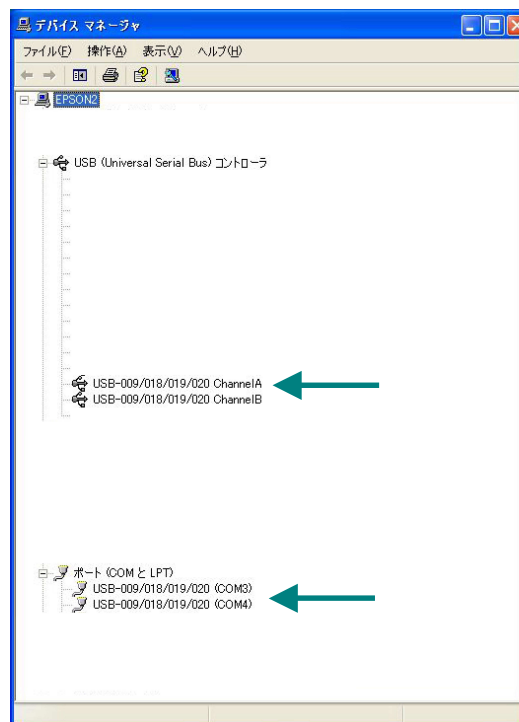 デバイス マネージャ
ファイル(F) 操作(A) 表示(V) ヘルプ(H)
EPSON2
USB (Universal Serial Bus) コントローラ
USB-009/018/019/020 ChannelA
USB-009/018/019/020 ChannelB
ポート (COM と LPT)
USB-009/018/019/020 (COM3)
USB-009/018/019/020 (COM4)